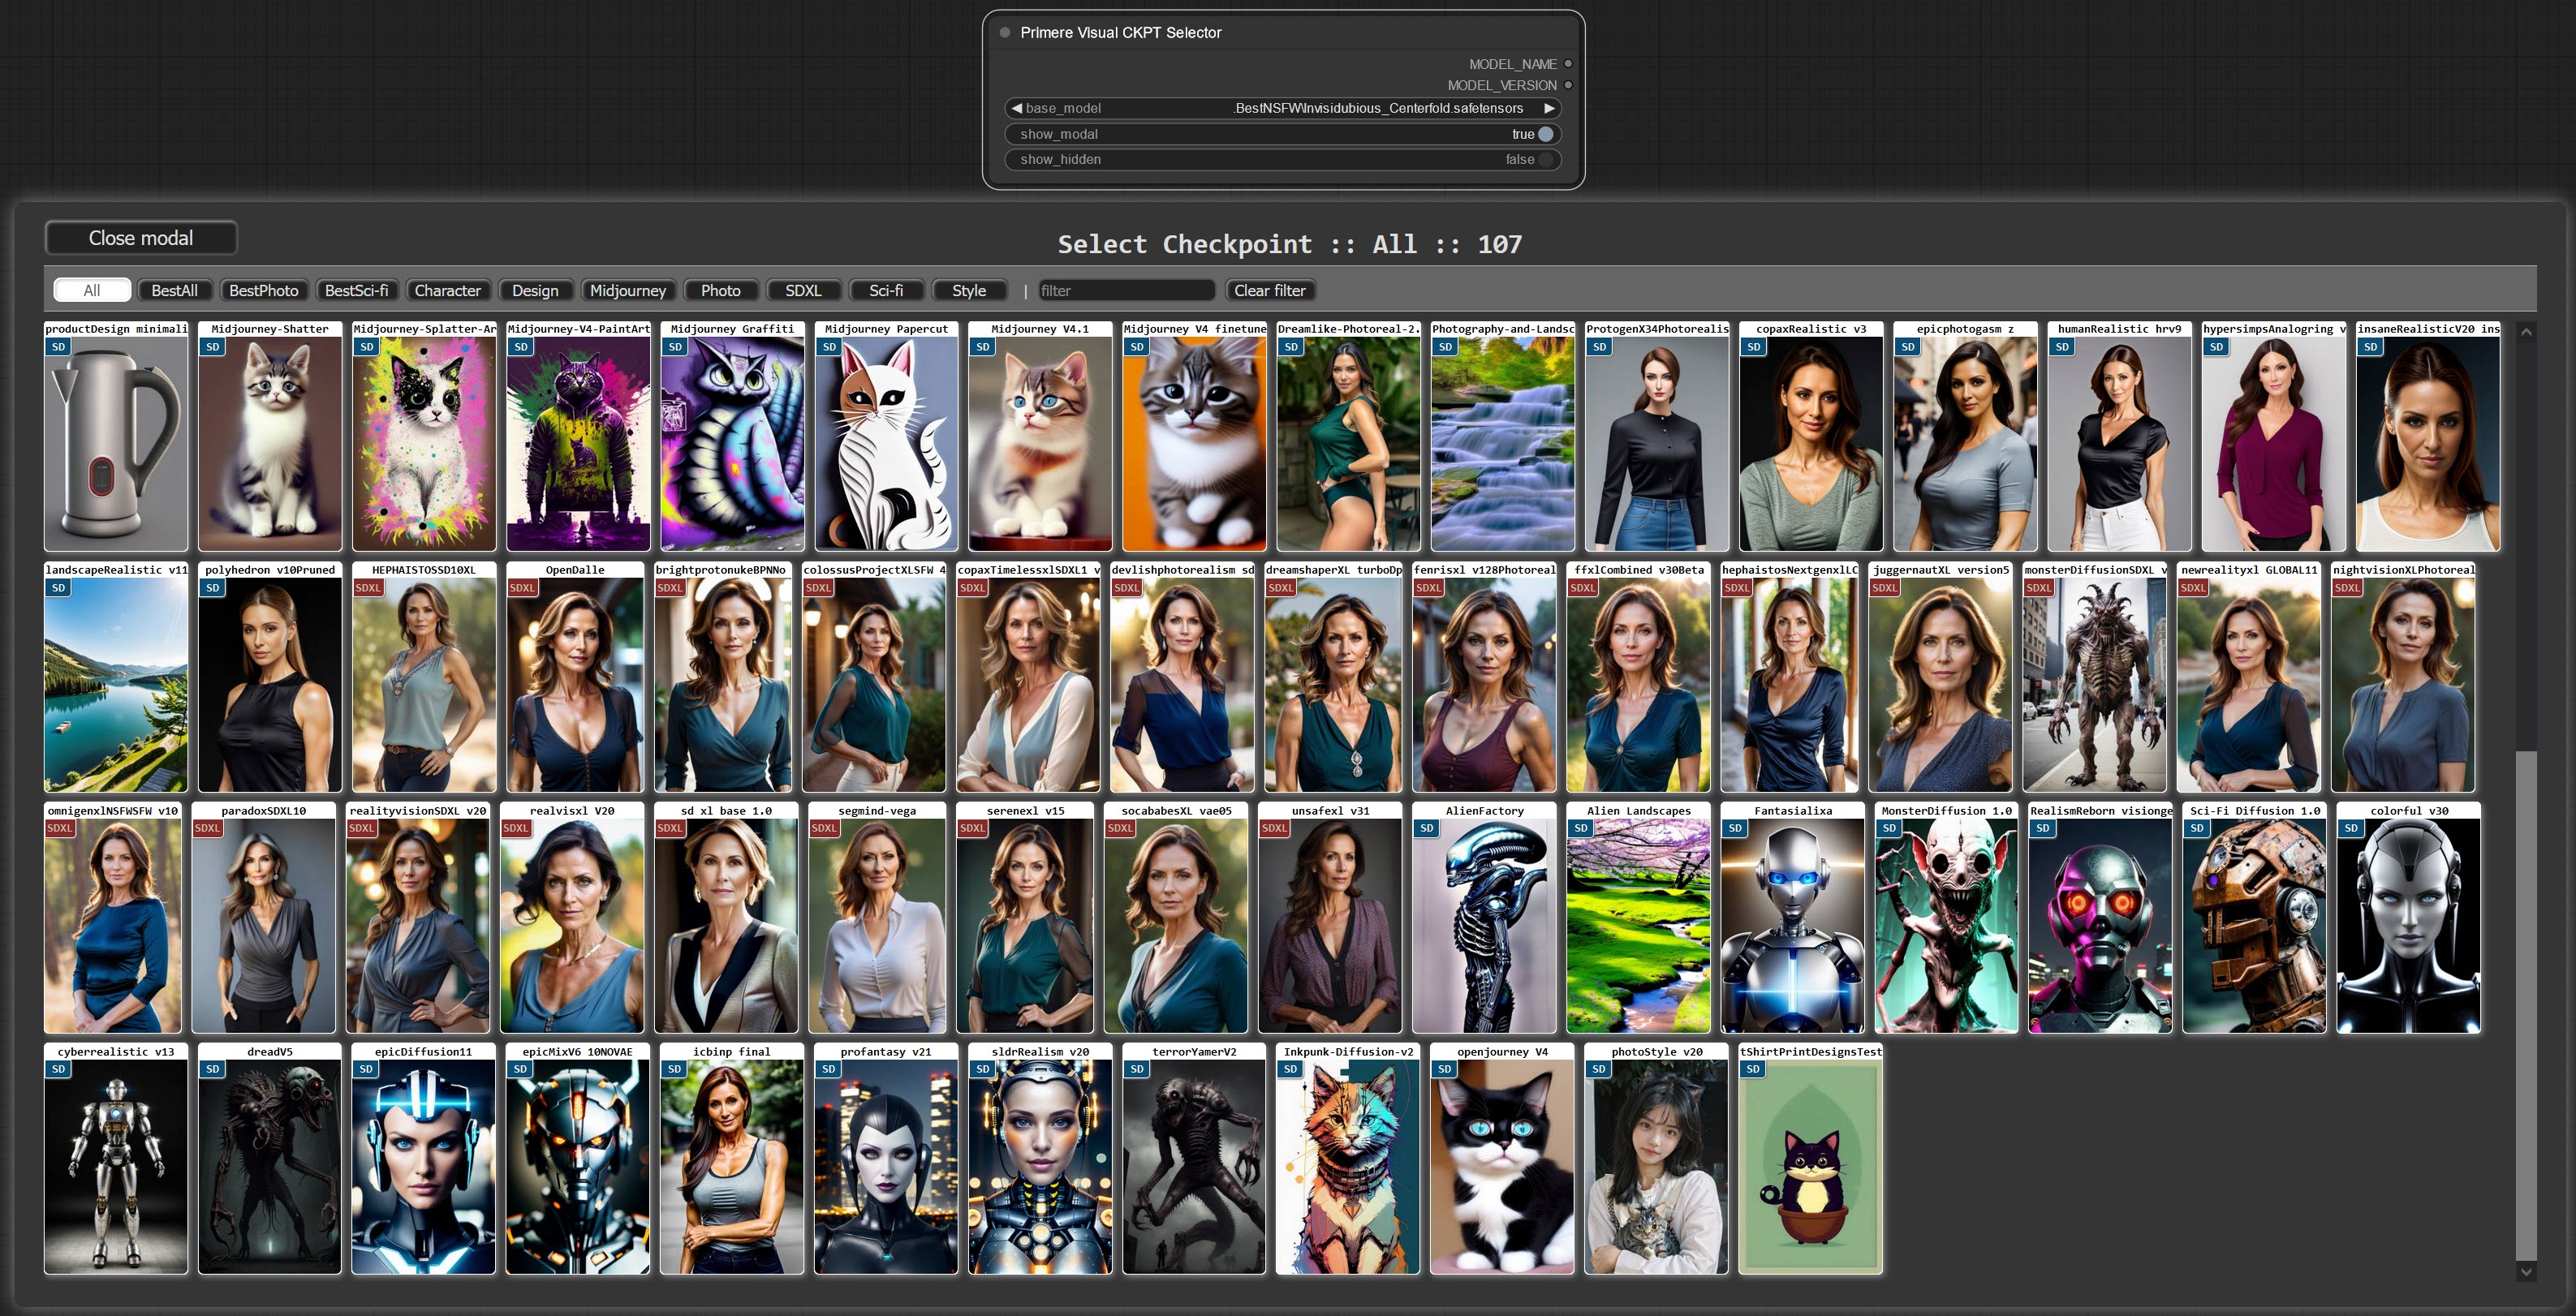 Primere Visual CKPT Selector
MODEL_NAME
MODEL_VERSION
base_model .BestNSFW\Invisidubious_Centerfold.safetensors
show_modal true
show_hidden false
Close modal
Select Checkpoint :: All :: 107
All BestAll BestPhoto BestSci-fi Character Design Midjourney Photo SDXL Sci-fi Style | filter Clear filter
productDesign minimali Midjourney-Shatter Midjourney-Splatter-Ar Midjourney-V4-PaintArt Midjourney Graffiti Midjourney Papercut Midjourney V4.1 Midjourney V4 finetune Dreamlike-Photoreal-2. Photography-and-Landsc ProtogenX34Photorealis copaxRealistic v3 epicphotogasm z humanRealistic hrv9 hypersimpsAnalogring v insaneRealisticV20 ins
SD SD SD SD SD SD SD SD SD SD SD SD SD SD SD SD
landscapeRealistic v11 polyhedron v10Pruned HEPHAISTOSSD10XL OpenDalle brightprotonukeBPNNo colossusProjectXLSFW 4 copaxTimelessxlSDXL1 v devlishphotorealism sd dreamshaperXL turboDp fenrisxl v128Photoreal ffxlCombined v30Beta hephaistosNextgenxlLC juggernautXL version5 monsterDiffusionSDXL v newrealityxl GLOBAL11 nightvisionXLPhotoreal
SD SD SDXL SDXL SDXL SDXL SDXL SDXL SDXL SDXL SDXL SDXL SDXL SDXL SDXL SDXL
omnigenxlNSFWSFW v10 paradoxSDXL10 realityvisionSDXL v20 realvisxl V20 sd xl base 1.0 segmind-vega serenexl v15 socababesXL vae05 unsafexl v31 AlienFactory Alien Landscapes Fantasialixa MonsterDiffusion 1.0 RealismReborn visionge Sci-Fi Diffusion 1.0 colorful v30
SDXL SDXL SDXL SDXL SDXL SDXL SDXL SDXL SDXL SD SD SD SD SD SD SD
cyberrealistic v13 dreadV5 epicDiffusion11 epicMixV6 10NOVAE icbinp final profantasy v21 sldrRealism v20 terrorYamerV2 Inkpunk-Diffusion-v2 openjourney V4 photoStyle v20 tShirtPrintDesignsTest
SD SD SD SD SD SD SD SD SD SD SD SD